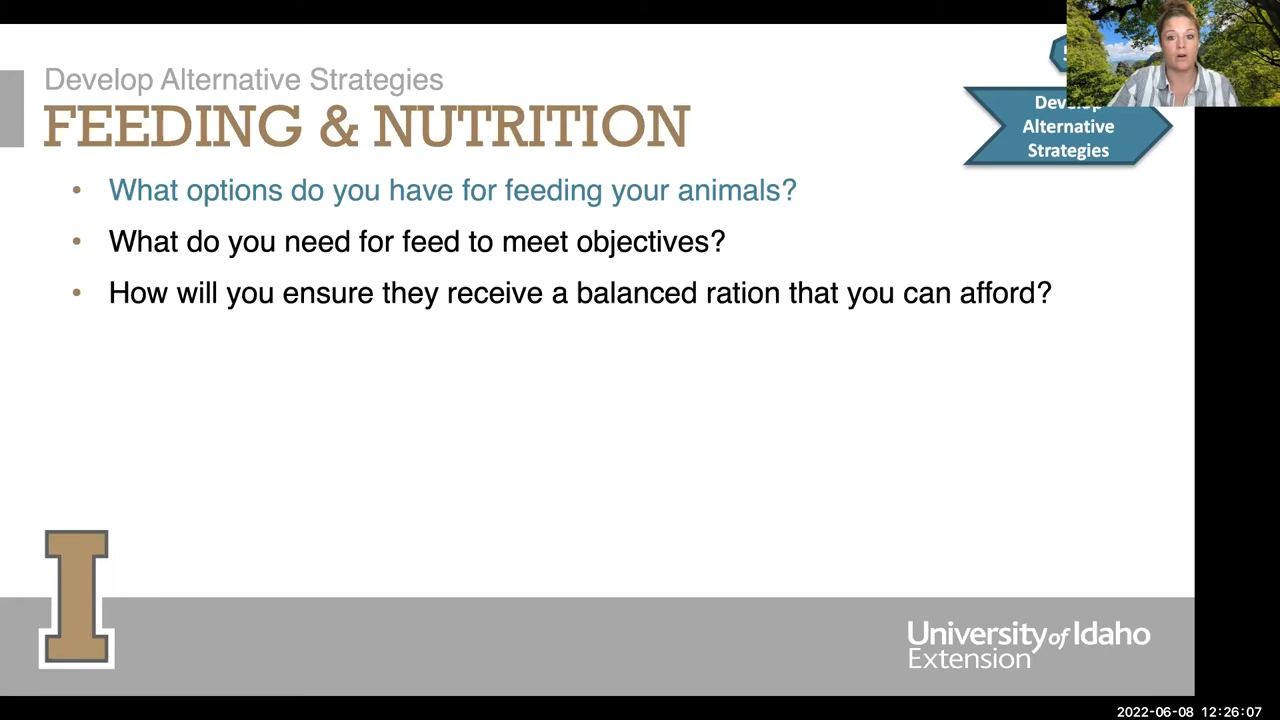 Develop Alternative Strategies
FEEDING & NUTRITION
Alternative
Strategies
• What options do you have for feeding your animals?
• What do you need for feed to meet objectives?
• How will you ensure they receive a balanced ration that you can afford?
I
University of Idaho
Extension
2022-06-08 12:26:07